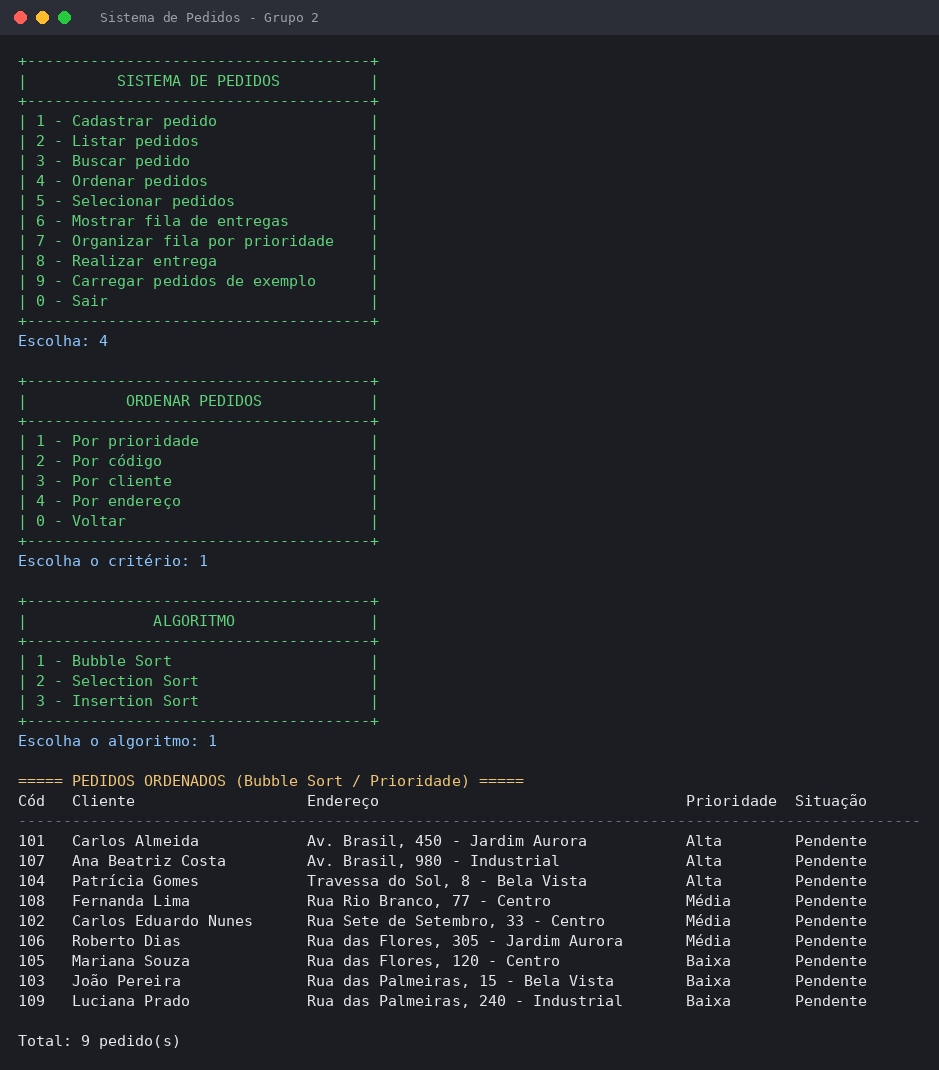 Sistema de Pedidos - Grupo 2
+--------------------------------------+
|          SISTEMA DE PEDIDOS          |
+--------------------------------------+
| 1 - Cadastrar pedido                 |
| 2 - Listar pedidos                   |
| 3 - Buscar pedido                    |
| 4 - Ordenar pedidos                  |
| 5 - Selecionar pedidos               |
| 6 - Mostrar fila de entregas         |
| 7 - Organizar fila por prioridade    |
| 8 - Realizar entrega                 |
| 9 - Carregar pedidos de exemplo      |
| 0 - Sair                             |
+--------------------------------------+
Escolha: 4
+--------------------------------------+
|           ORDENAR PEDIDOS            |
+--------------------------------------+
| 1 - Por prioridade                   |
| 2 - Por código                       |
| 3 - Por cliente                      |
| 4 - Por endereço                     |
| 0 - Voltar                           |
+--------------------------------------+
Escolha o critério: 1
+--------------------------------------+
|              ALGORITMO               |
+--------------------------------------+
| 1 - Bubble Sort                      |
| 2 - Selection Sort                   |
| 3 - Insertion Sort                   |
+--------------------------------------+
Escolha o algoritmo: 1
===== PEDIDOS ORDENADOS (Bubble Sort / Prioridade) =====
Cód   Cliente                   Endereço                                  Prioridade  Situação
----------------------------------------------------------------------------------------------------
101   Carlos Almeida            Av. Brasil, 450 - Jardim Aurora           Alta        Pendente
107   Ana Beatriz Costa         Av. Brasil, 980 - Industrial              Alta        Pendente
104   Patrícia Gomes            Travessa do Sol, 8 - Bela Vista           Alta        Pendente
108   Fernanda Lima             Rua Rio Branco, 77 - Centro               Média       Pendente
102   Carlos Eduardo Nunes      Rua Sete de Setembro, 33 - Centro         Média       Pendente
106   Roberto Dias              Rua das Flores, 305 - Jardim Aurora       Média       Pendente
105   Mariana Souza             Rua das Flores, 120 - Centro              Baixa       Pendente
103   João Pereira              Rua das Palmeiras, 15 - Bela Vista        Baixa       Pendente
109   Luciana Prado             Rua das Palmeiras, 240 - Industrial       Baixa       Pendente
Total: 9 pedido(s)